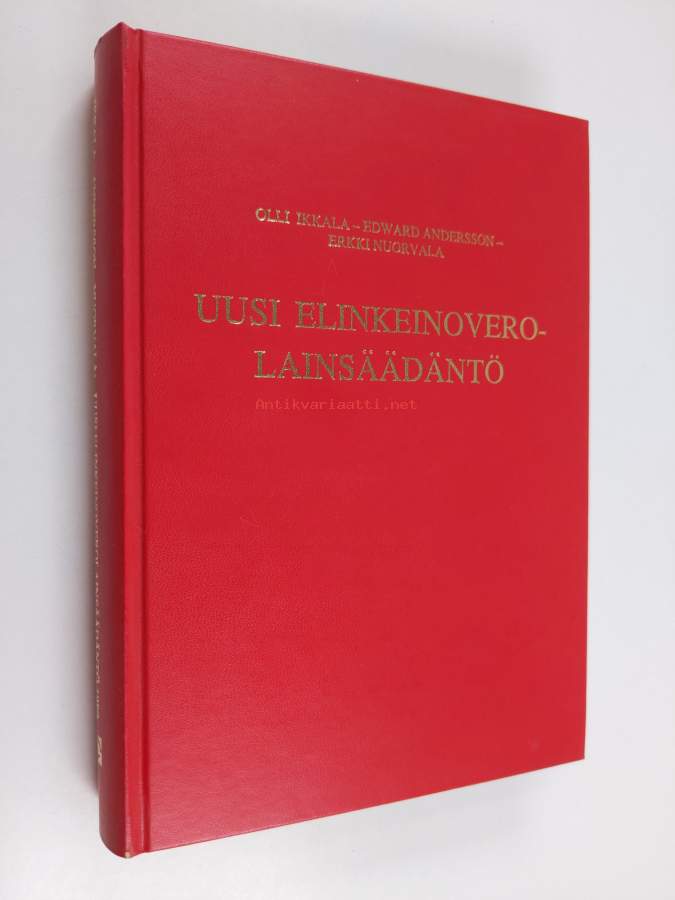 OLLI IKKALA – EDWARD ANDERSSON –
ERKKI NUORVALA
UUSI ELINKEINOVERO-
LAINSÄÄDÄNTÖ
Antikvariaatti.net